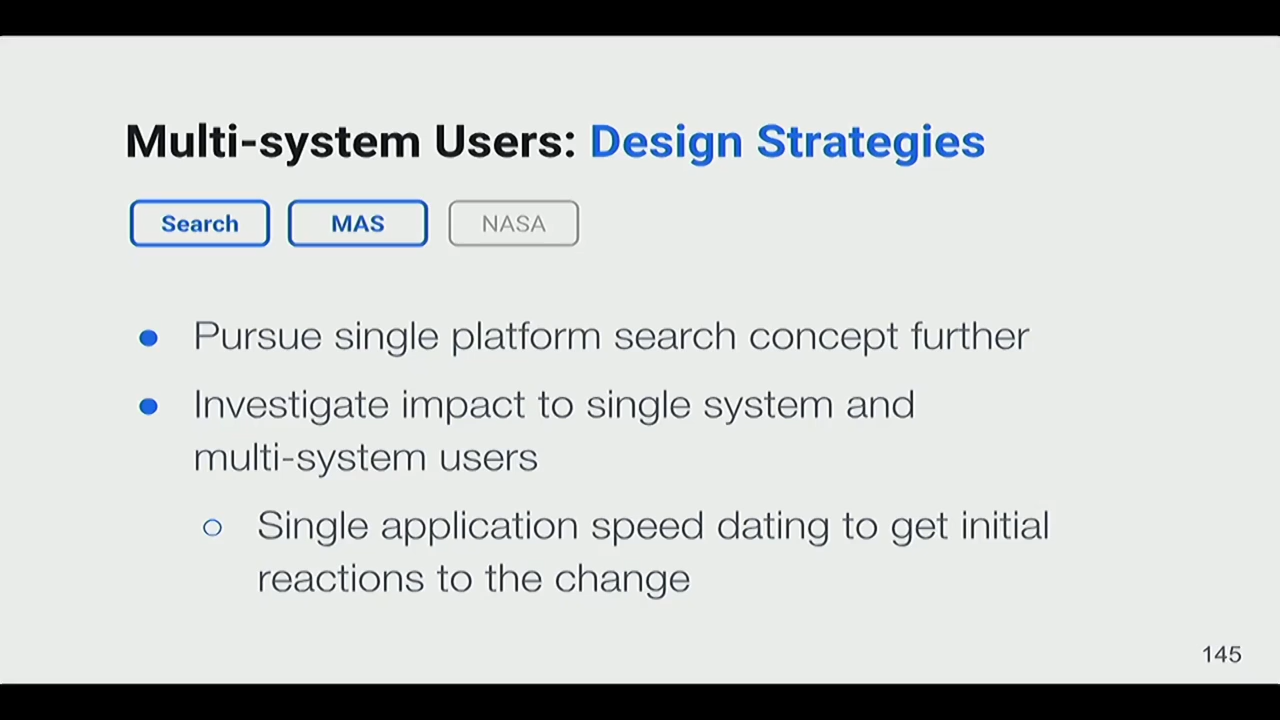 Multi-system Users: Design Strategies
Search MAS NASA
● Pursue single platform search concept further
● Investigate impact to single system and
multi-system users
○ Single application speed dating to get initial
reactions to the change
145